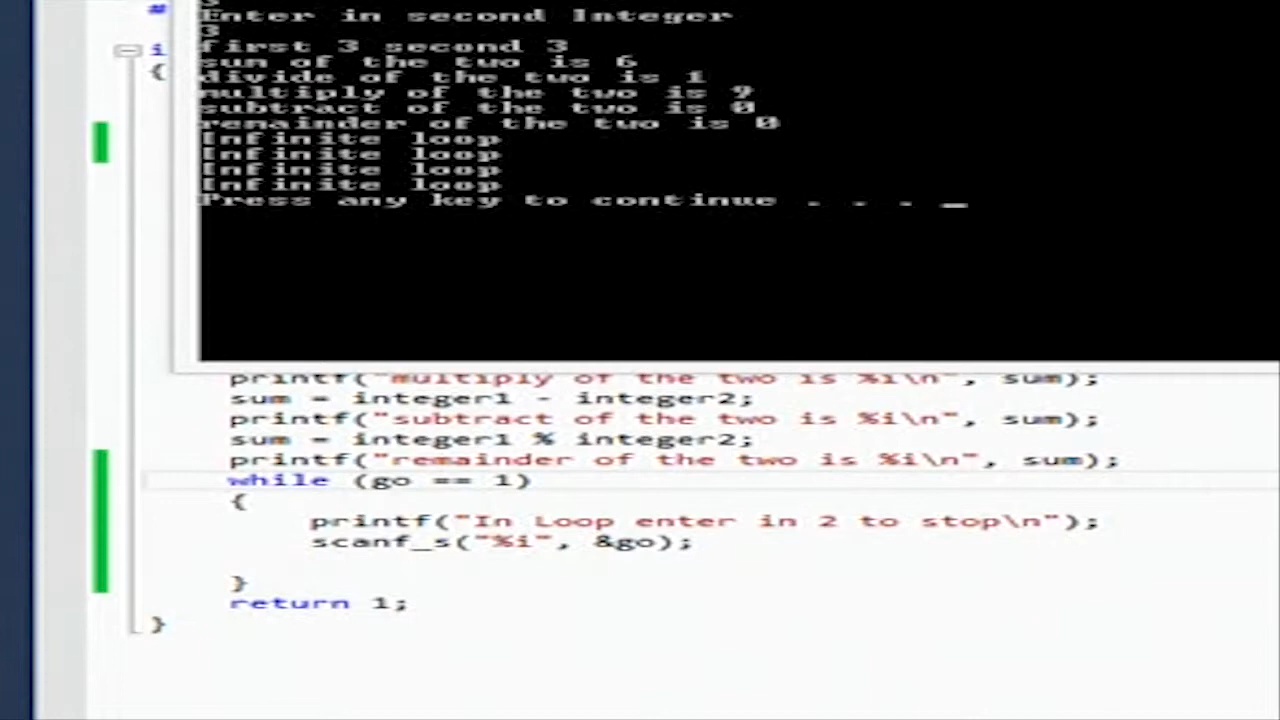 3
Enter in second Integer
3
first 3 second 3
sum of the two is 6
divide of the two is 1
multiply of the two is 9
subtract of the two is 0
remainder of the two is 0
Infinite loop
Infinite loop
Infinite loop
Infinite loop
Press any key to continue . . . _
#
i
{
printf("multiply of the two is %i\n", sum);
sum = integer1 - integer2;
printf("subtract of the two is %i\n", sum);
sum = integer1 % integer2;
printf("remainder of the two is %i\n", sum);
while (go == 1)
{
printf("In Loop enter in 2 to stop\n");
scanf_s("%i", &go);
}
return 1;
}